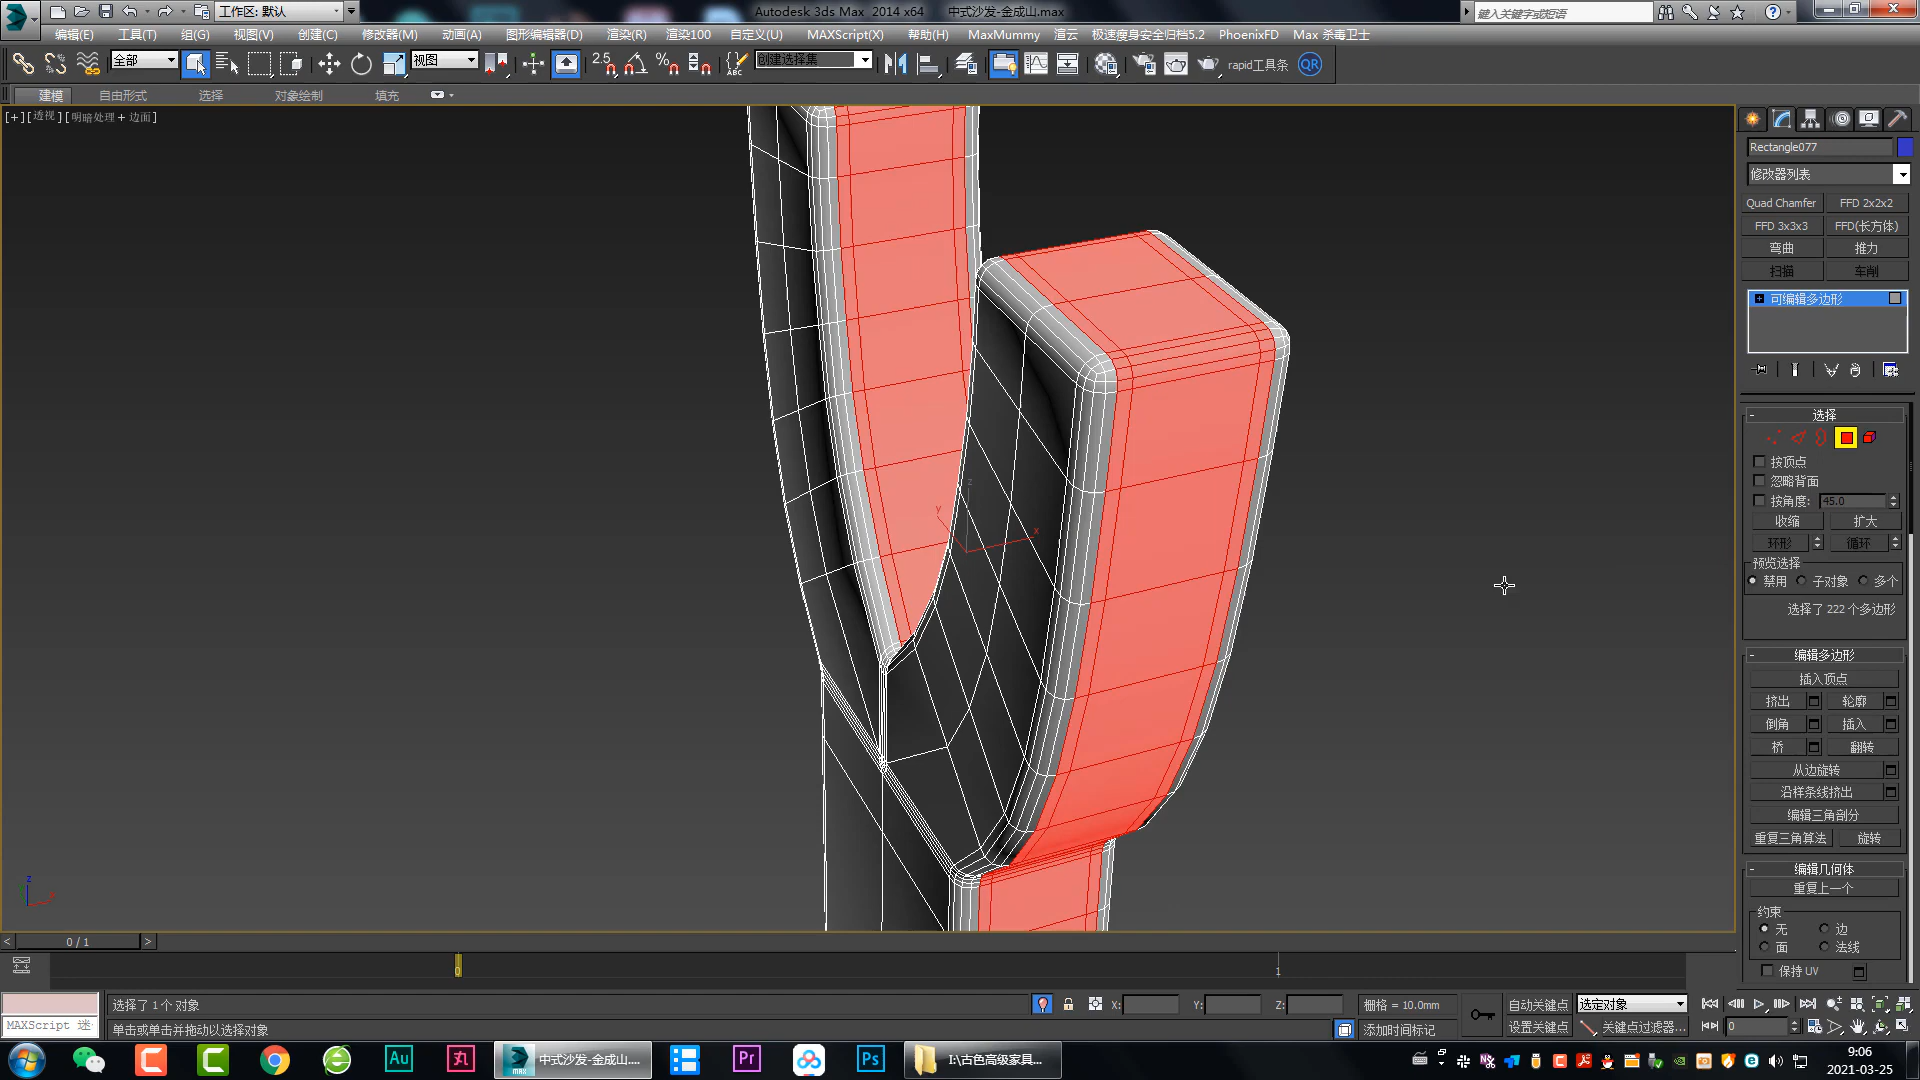 工作区: 默认
Autodesk 3ds Max  2014 x64
中式沙发-金成山.max
键入关键字或短语
编辑(E)
工具(T)
组(G)
视图(V)
创建(C)
修改器(M)
动画(A)
图形编辑器(D)
渲染(R)
渲染100
自定义(U)
MAXScript(X)
帮助(H)
MaxMummy
渲云
极速瘦身安全归档5.2
PhoenixFD
Max 杀毒卫士
全部
视图
2.5
ABC
创建选择集
rapid工具条
QR
建模
自由形式
选择
对象绘制
填充
[+][透视][明暗处理+边面]
Rectangle077
修改器列表
Quad Chamfer
FFD 2x2x2
FFD 3x3x3
FFD(长方体)
弯曲
推力
扫描
车削
可编辑多边形
选择
按顶点
忽略背面
按角度:
45.0
收缩
扩大
环形
循环
预览选择
禁用
子对象
多个
选择了 222 个多边形
编辑多边形
插入顶点
挤出
轮廓
倒角
插入
桥
翻转
从边旋转
沿样条线挤出
编辑三角剖分
重复三角算法
旋转
编辑几何体
重复上一个
约束
无
边
面
法线
保持 UV
z
y
x
z
0 / 1
0
1
选择了 1 个 对象
X:
Y:
Z:
栅格 = 10.0mm
自动关键点
选定对象
MAXScript 迷
单击或单击并拖动以选择对象
添加时间标记
设置关键点
关键点过滤器...
0
Au
丸
中式沙发-金成山....
Pr
Ps
I:\古色高级家具...
9:06
2021-03-25